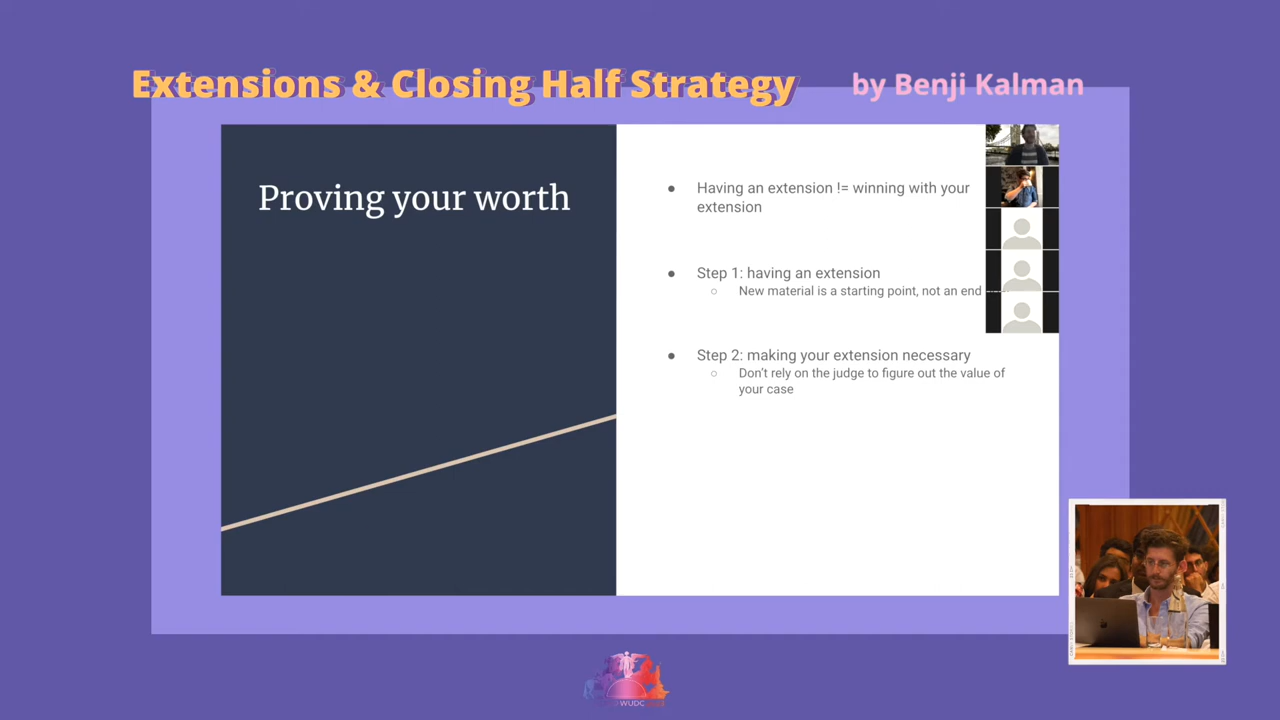 Extensions & Closing Half Strategy
by Benji Kalman
Proving your worth
Having an extension != winning with your
extension
Step 1: having an extension
New material is a starting point, not an end
Step 2: making your extension necessary
Don't rely on the judge to figure out the value of
your case
WUDC